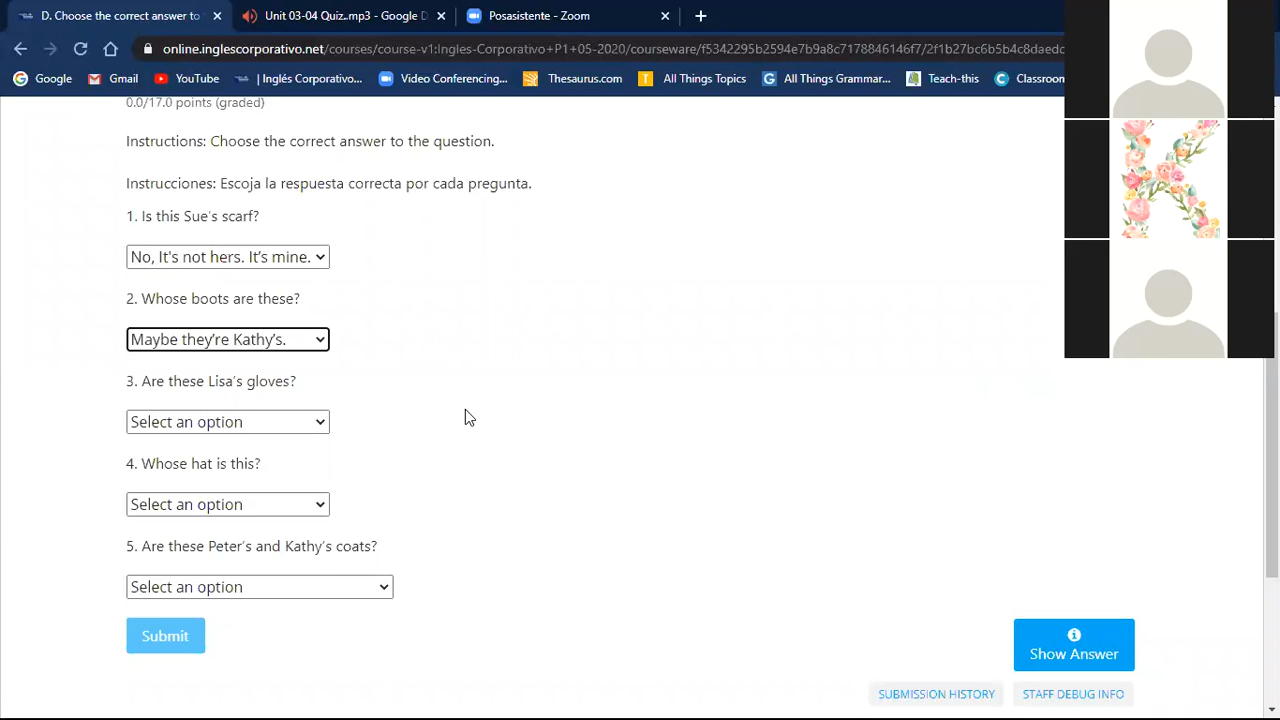 D. Choose the correct answer to
Unit 03-04 Quiz.mp3 - Google D
Posasistente - Zoom
online.inglescorporativo.net/courses/course-v1:Ingles-Corporativo+P1+05-2020/courseware/f5342295b2594e7b9a8c7178846146f7/2f1b27bc6b5b4c8daedc
Google
Gmail
YouTube
| Inglés Corporativo...
Video Conferencing...
Thesaurus.com
All Things Topics
All Things Grammar...
Teach-this
Classroom
0.0/17.0 points (graded)
Instructions: Choose the correct answer to the question.
Instrucciones: Escoja la respuesta correcta por cada pregunta.
1. Is this Sue's scarf?
No, It's not hers. It's mine.
2. Whose boots are these?
Maybe they're Kathy's.
3. Are these Lisa's gloves?
Select an option
4. Whose hat is this?
Select an option
5. Are these Peter's and Kathy's coats?
Select an option
Submit
Show Answer
SUBMISSION HISTORY
STAFF DEBUG INFO